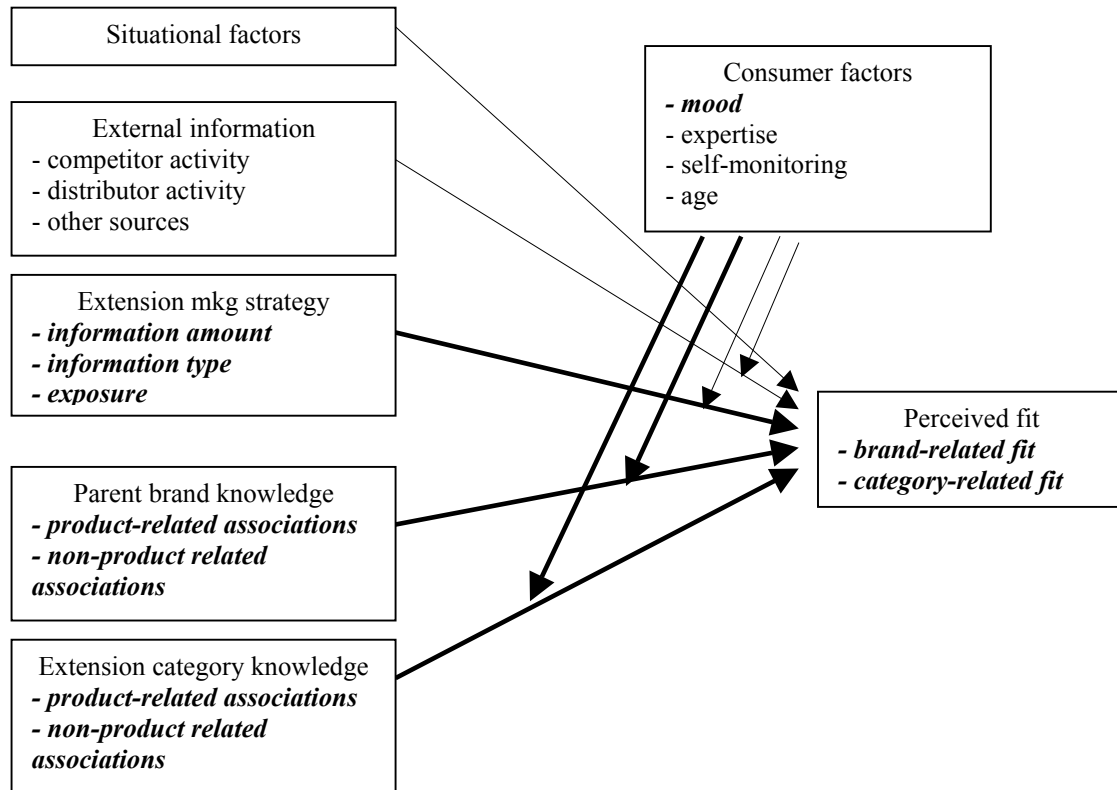 Situational factors
External information
- competitor activity
- distributor activity
- other sources
Extension mkg strategy
- information amount
- information type
- exposure
Parent brand knowledge
- product-related associations
- non-product related
associations
Extension category knowledge
- product-related associations
- non-product related
associations
Consumer factors
- mood
- expertise
- self-monitoring
- age
Perceived fit
- brand-related fit
- category-related fit